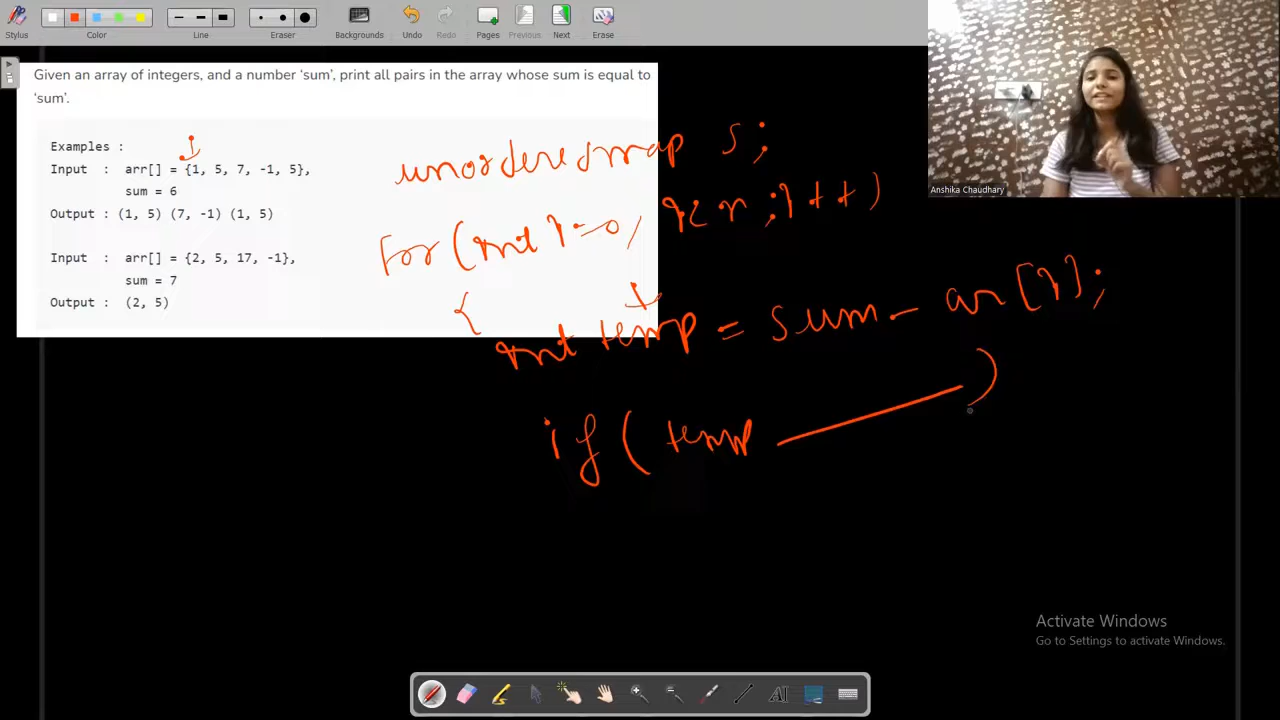 Stylus Color Line Eraser Backgrounds Undo Redo Pages Previous Next Erase
Given an array of integers, and a number ‘sum’, print all pairs in the array whose sum is equal to
‘sum’.
Examples :
Input : arr[] = {1, 5, 7, -1, 5},
sum = 6
Output : (1, 5) (7, -1) (1, 5)
Input : arr[] = {2, 5, 17, -1},
sum = 7
Output : (2, 5)
i
unordered map s;
for (int i=0; i<n; i++)
{
int temp = sum - ar[i];
if ( temp )
Anshika Chaudhary
Activate Windows
Go to Settings to activate Windows.
AI